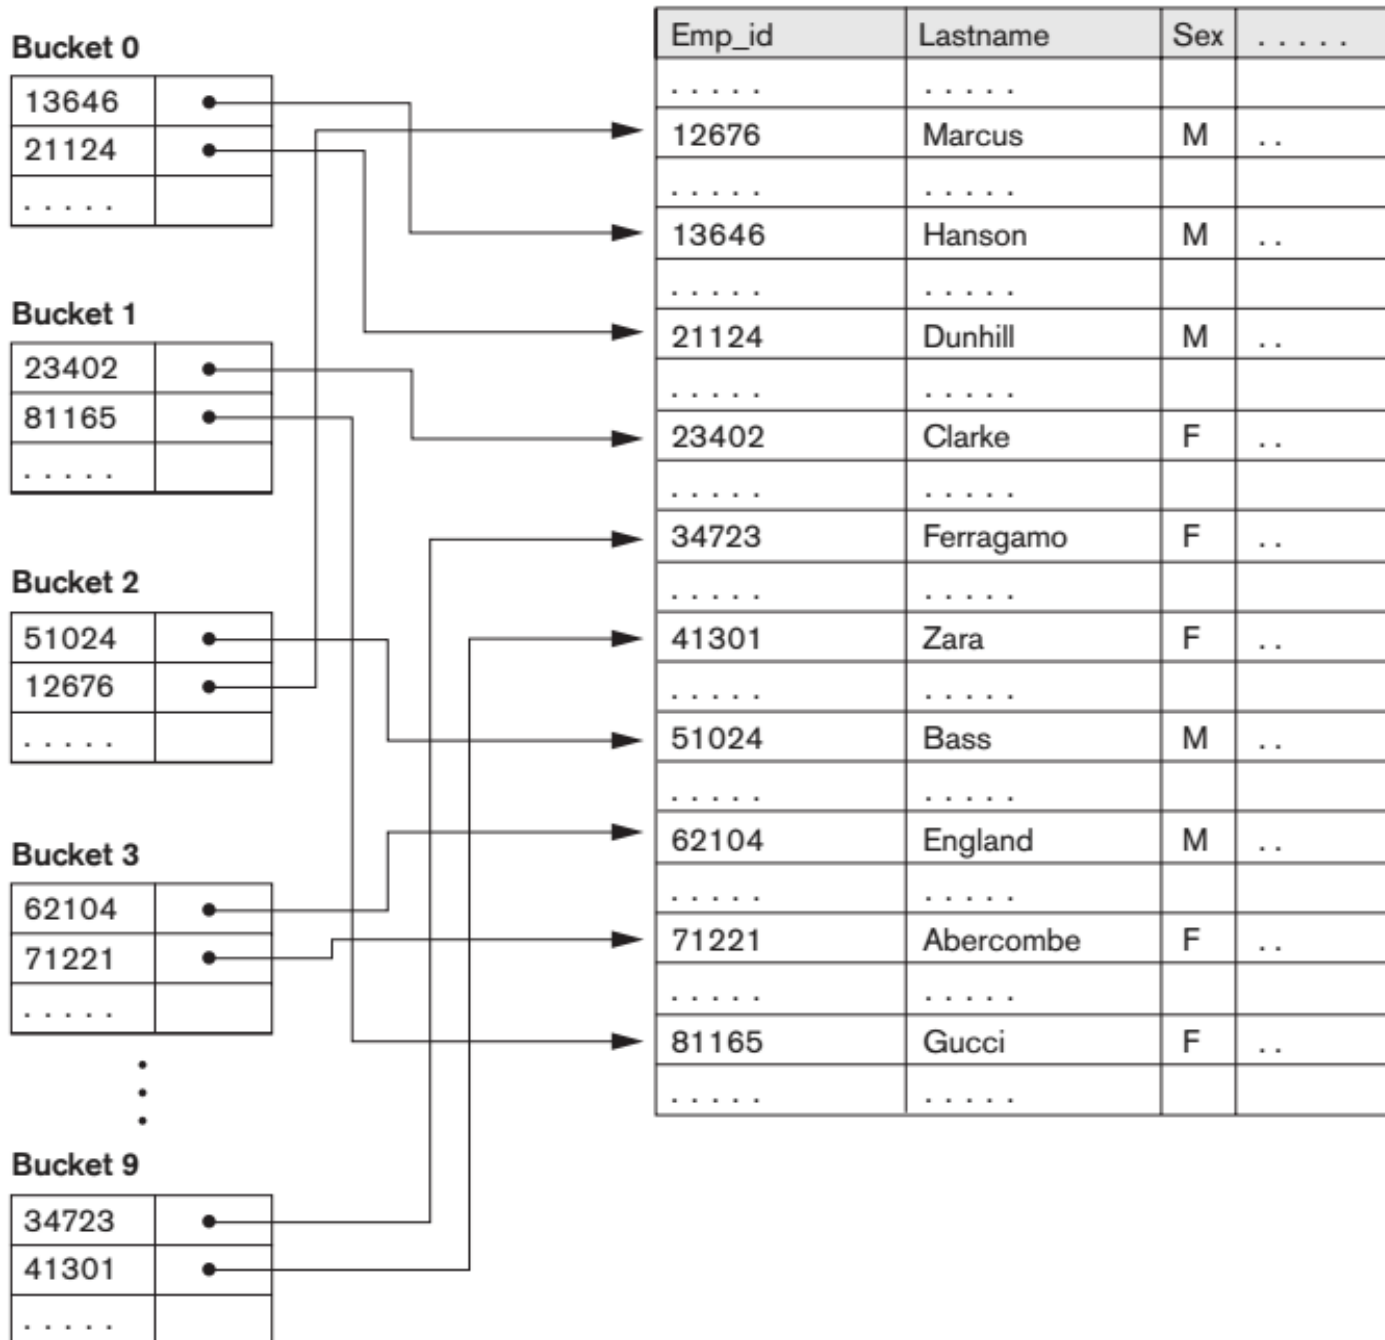 Bucket 0
13646
21124
. . . . .
Bucket 1
23402
81165
. . . . .
Bucket 2
51024
12676
. . . . .
Bucket 3
62104
71221
. . . . .
Bucket 9
34723
41301
. . . . .
Emp_id Lastname Sex . . . . .
. . . . . . . . . .
12676 Marcus M . .
. . . . . . . . . .
13646 Hanson M . .
. . . . . . . . . .
21124 Dunhill M . .
. . . . . . . . . .
23402 Clarke F . .
. . . . . . . . . .
34723 Ferragamo F . .
. . . . . . . . . .
41301 Zara F . .
. . . . . . . . . .
51024 Bass M . .
. . . . . . . . . .
62104 England M . .
. . . . . . . . . .
71221 Abercombe F . .
. . . . . . . . . .
81165 Gucci F . .
. . . . . . . . . .